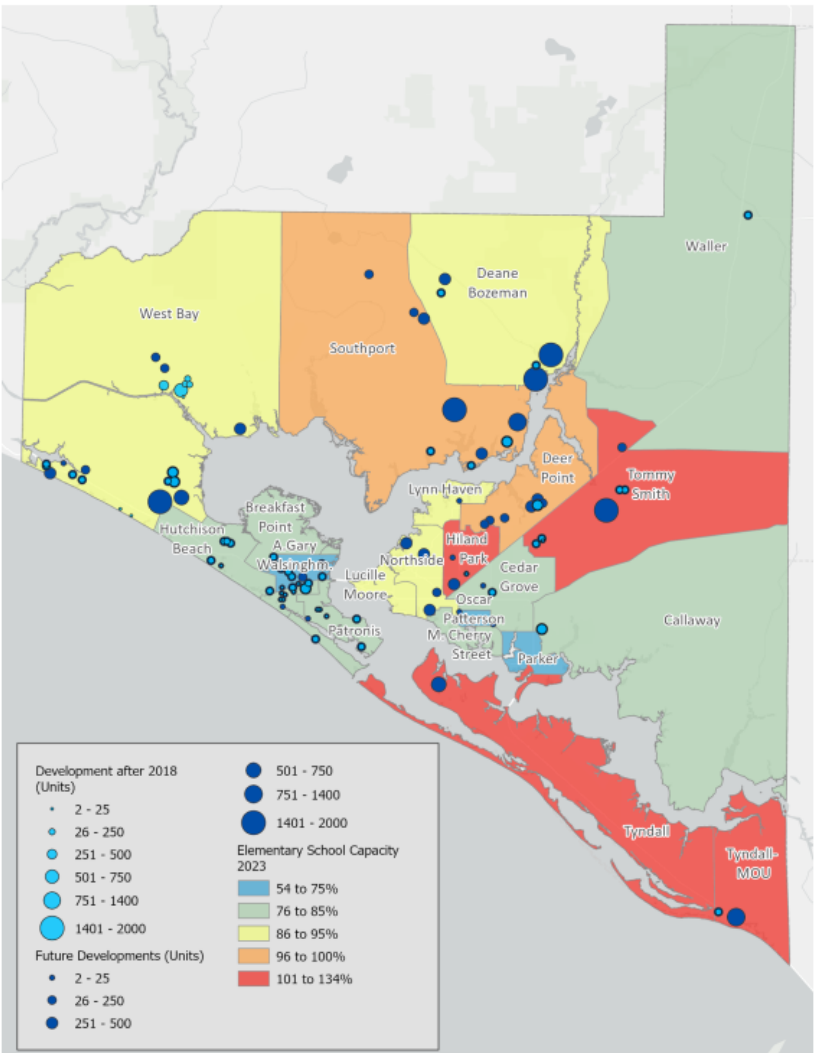 Waller
Deane
Bozeman
West Bay
Southport
Deer
Point
Tommy
Smith
Lynn Haven
Breakfast
Point
Hutchison
Beach
A Gary
Walsinghm.
Hiland
Park
Northside
Cedar
Grove
Lucille
Moore
Oscar
Patterson
Callaway
Patronis
M. Cherry
Street
Parker
Tyndall
Tyndall-
MOU
Development after 2018
(Units)
2 - 25
26 - 250
251 - 500
501 - 750
751 - 1400
1401 - 2000
Future Developments (Units)
2 - 25
26 - 250
251 - 500
501 - 750
751 - 1400
1401 - 2000
Elementary School Capacity
2023
54 to 75%
76 to 85%
86 to 95%
96 to 100%
101 to 134%